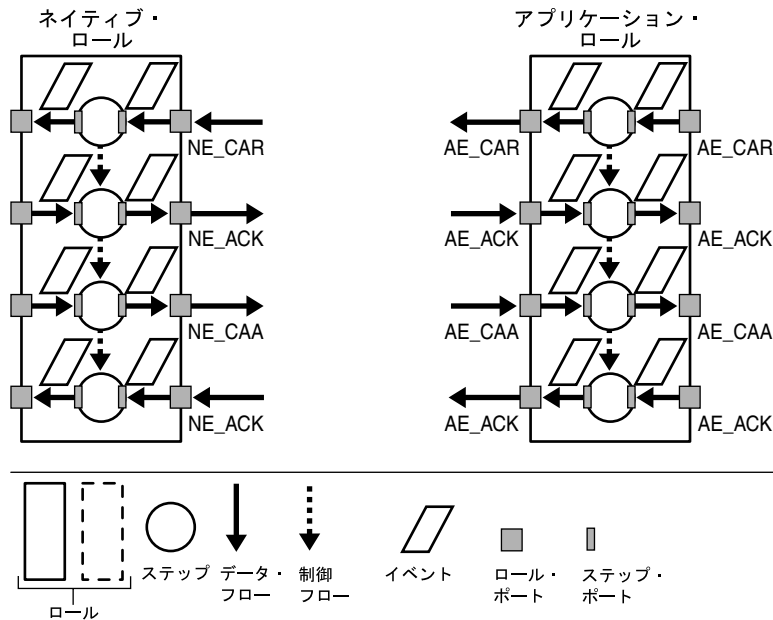 ネイティブ・
ロール
アプリケーション・
ロール
NE_CAR
NE_ACK
NE_CAA
NE_ACK
AE_CAR
AE_CAR
AE_ACK
AE_ACK
AE_CAA
AE_CAA
AE_ACK
AE_ACK
ロール
ステップ
データ・
フロー
制御
フロー
イベント
ロール・
ポート
ステップ・
ポート